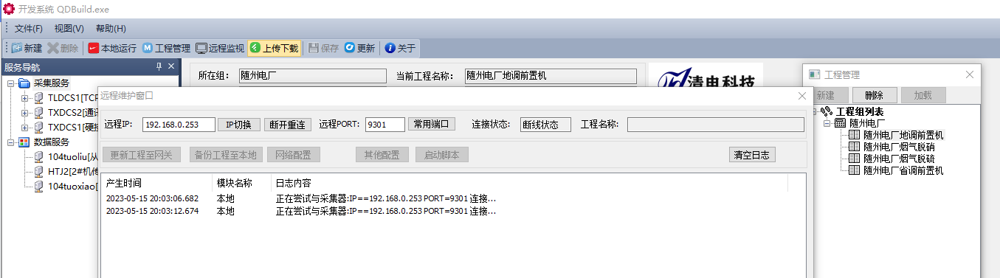 开发系统 QDBuild.exe
文件(F) 视图(V) 帮助(H)
新建 删除 本地运行 工程管理 远程监视 上传下载 保存 更新 关于
服务导航
所在组: 随州电厂 当前工程名称: 随州电厂地调前置机
清电科技
工程管理
新建 删除 加载
采集服务
TLDCS1[TCP
TXDCS2[通讯
TXDCS1[硬接
数据服务
104tuoliu[从
HTJ2[2#机传
104tuoxiao[
远程维护窗口
远程IP: 192.168.0.253 IP切换 断开重连 远程PORT: 9301 常用端口 连接状态: 断线状态 工程名称:
更新工程至网关 备份工程至本地 网络配置 其他配置 启动脚本 清空日志
产生时间 模块名称 日志内容
2023-05-15 20:03:06.682 本地 正在尝试与采集器:IP==192.168.0.253 PORT=9301 连接...
2023-05-15 20:03:12.674 本地 正在尝试与采集器:IP==192.168.0.253 PORT=9301 连接...
工程组列表
随州电厂
随州电厂地调前置机
随州电厂烟气脱硝
随州电厂烟气脱硫
随州电厂省调前置机